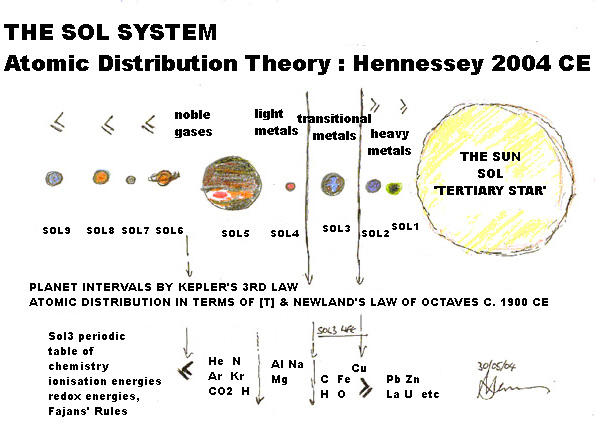 THE SOL SYSTEM
Atomic Distribution Theory : Hennessey 2004 CE
noble
gases
light
metals
transitional
metals
heavy
metals
THE SUN
SOL
'TERTIARY STAR'
SOL9
SOL8
SOL7
SOL6
SOL5
SOL4
SOL3
SOL2
SOL1
PLANET INTERVALS BY KEPLER'S 3RD LAW
ATOMIC DISTRIBUTION IN TERMS OF [T] & NEWLAND'S LAW OF OCTAVES C. 1900 CE
Sol3 periodic
table of
chemistry
ionisation energies
redox energies,
Fajans' Rules
He N
Ar Kr
CO2 H
Al Na
Mg
SOL3 LIFE
C Fe
H O
Cu
Pb Zn
La U etc
30/05/04